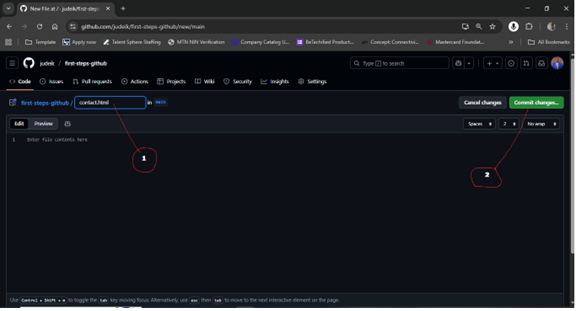 New File at / · judeik/first-steps
github.com/judeik/first-steps-github/new/main
Template Apply now Talent Sphere Staffing MTN NIN Verification Company Catalog U... BeTechified Product... Concept Connectio... Mastercard Foundat... All Bookmarks
judeik / first-steps-github Type / to search
Code Issues Pull requests Actions Projects Wiki Security Insights Settings
first-steps-github / contact.html in main Cancel changes Commit changes...
Edit Preview Spaces 2 No wrap
1 Enter file contents here
1
2
Use Control + Shift + m to toggle the tab key moving focus. Alternatively, use esc then tab to move to the next interactive element on the page.